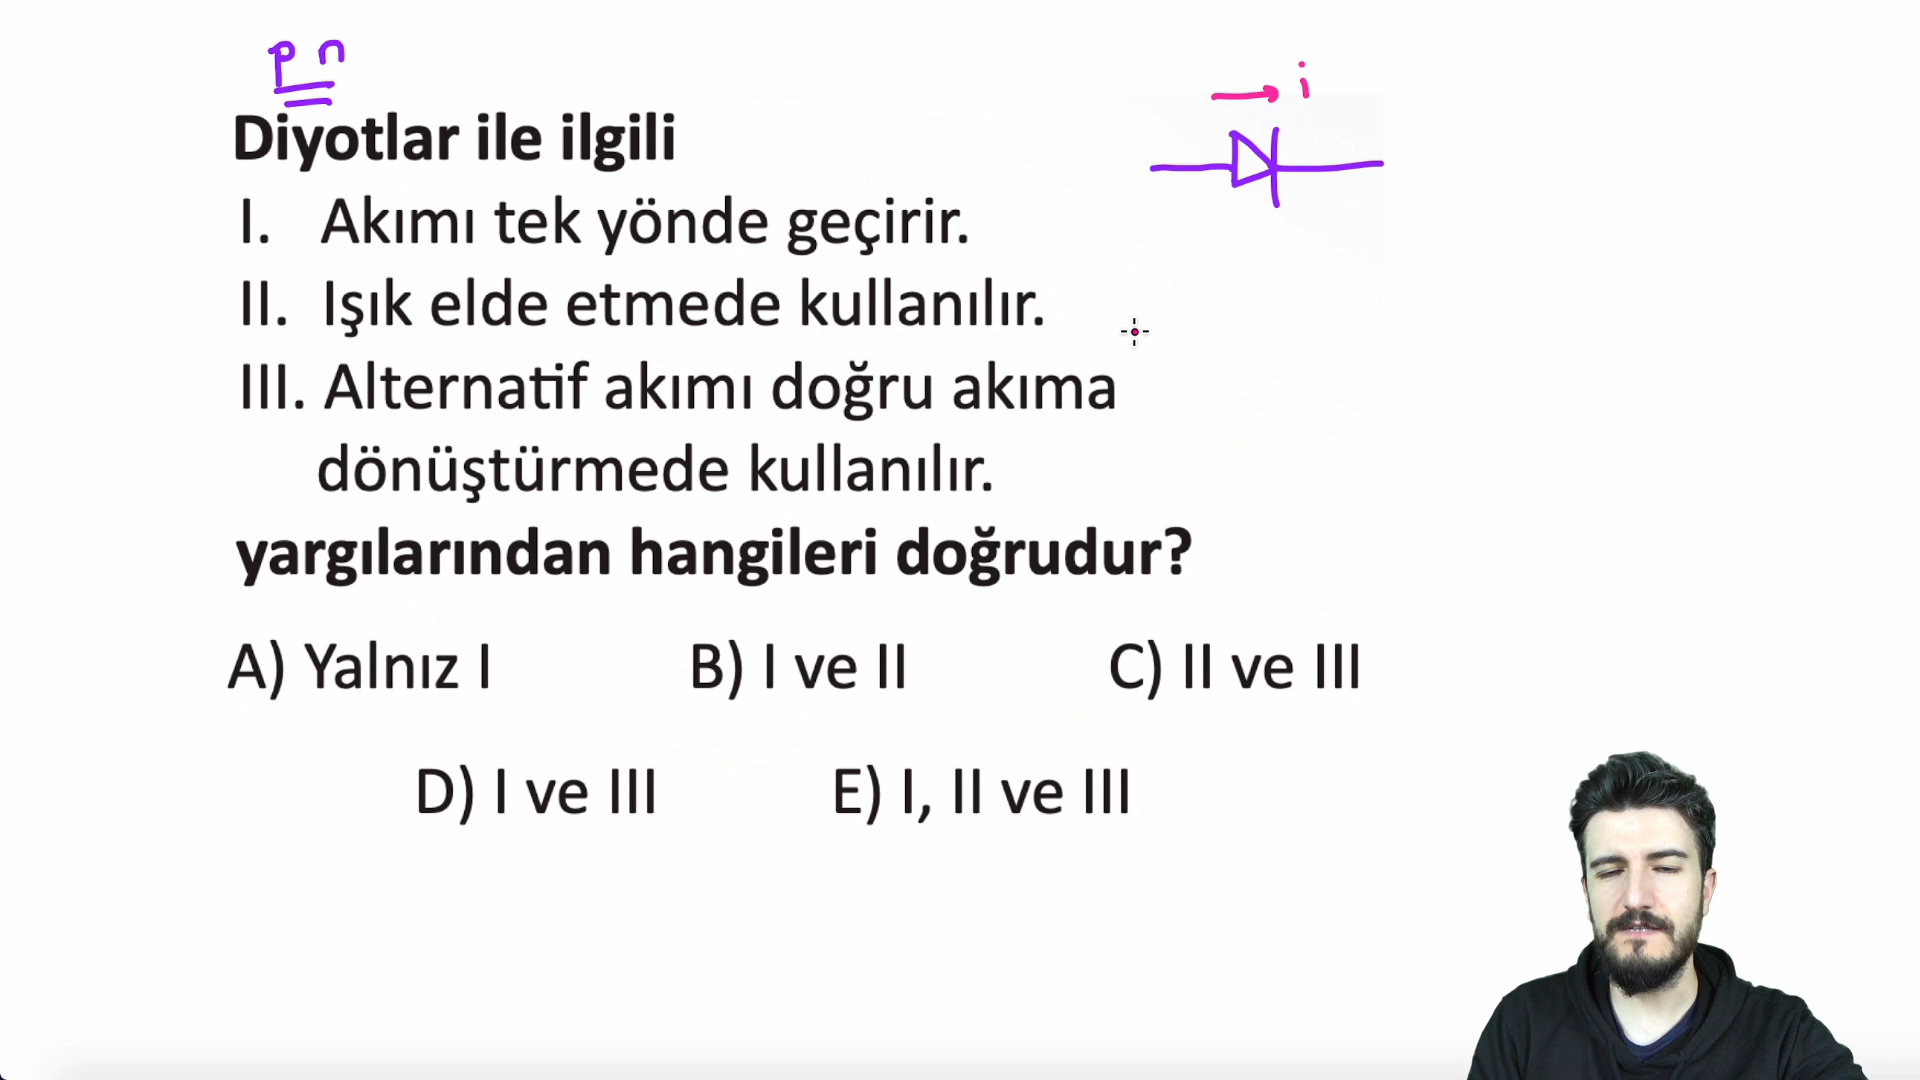 p n
i
Diyotlar ile ilgili
I. Akımı tek yönde geçirir.
II. Işık elde etmede kullanılır.
III. Alternatif akımı doğru akıma
dönüştürmede kullanılır.
yargılarından hangileri doğrudur?
A) Yalnız I B) I ve II C) II ve III
D) I ve III E) I, II ve III